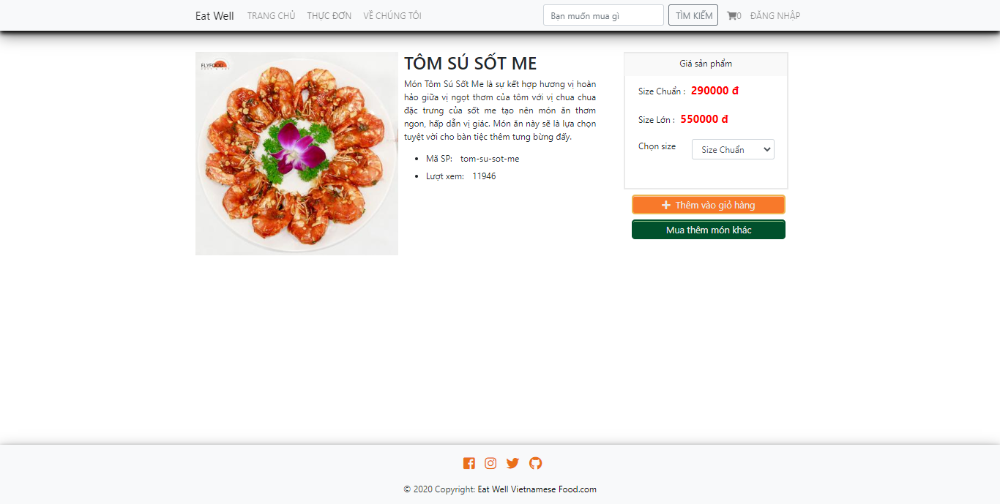 Eat Well TRANG CHỦ THỰC ĐƠN VỀ CHÚNG TÔI Bạn muốn mua gì TÌM KIẾM 0 ĐĂNG NHẬP
FLYFOOD
TÔM SÚ SỐT ME
Món Tôm Sú Sốt Me là sự kết hợp hương vị hoàn
hảo giữa vị ngọt thơm của tôm với vị chua chua
đặc trưng của sốt me tạo nên món ăn thơm
ngon, hấp dẫn vị giác. Món ăn này sẽ là lựa chọn
tuyệt vời cho bàn tiệc thêm tưng bừng đấy.
Mã SP: tom-su-sot-me
Lượt xem: 11946
Giá sản phẩm
Size Chuẩn : 290000 đ
Size Lớn : 550000 đ
Chọn size Size Chuẩn
Thêm vào giỏ hàng
Mua thêm món khác
© 2020 Copyright: Eat Well Vietnamese Food.com